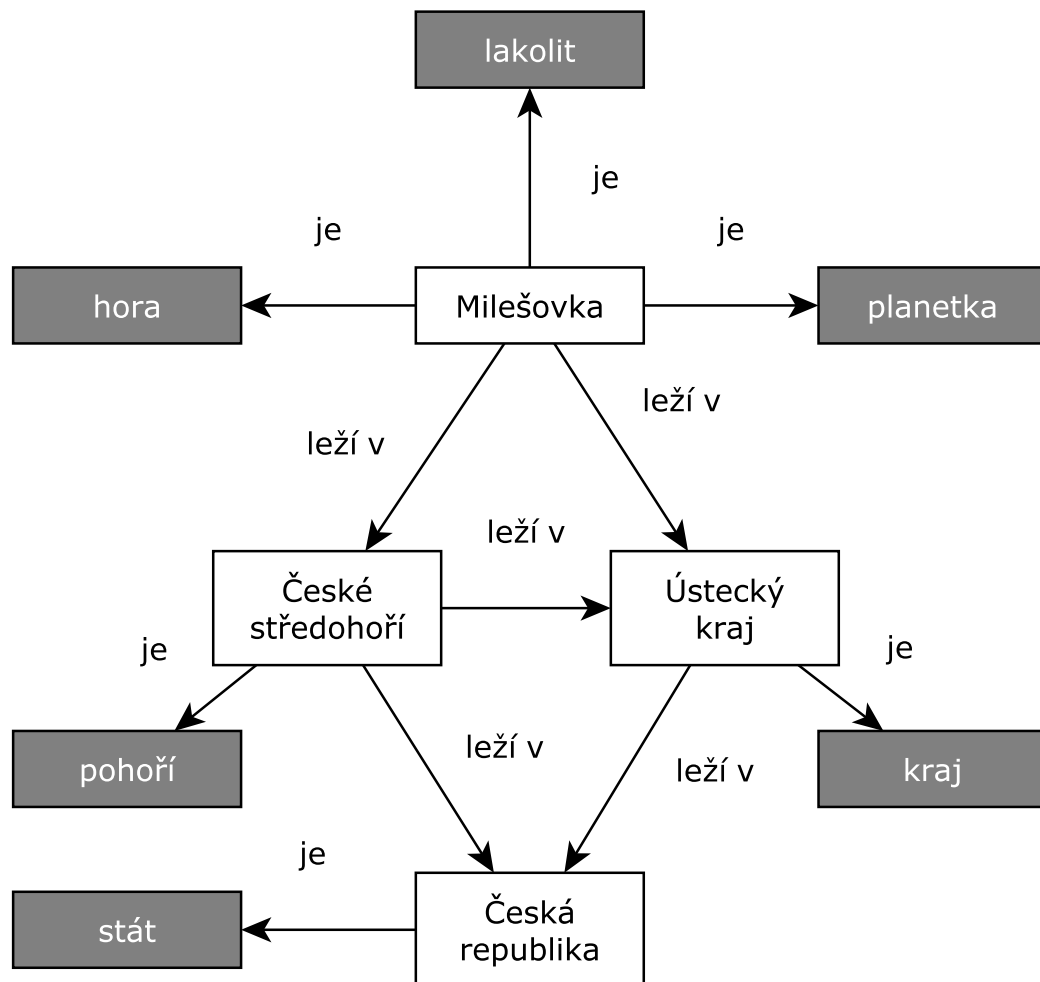 lakolit
je
je
je
hora
Milešovka
planetka
leží v
leží v
leží v
České
středohoří
Ústecký
kraj
je
je
leží v
leží v
pohoří
kraj
je
stát
Česká
republika